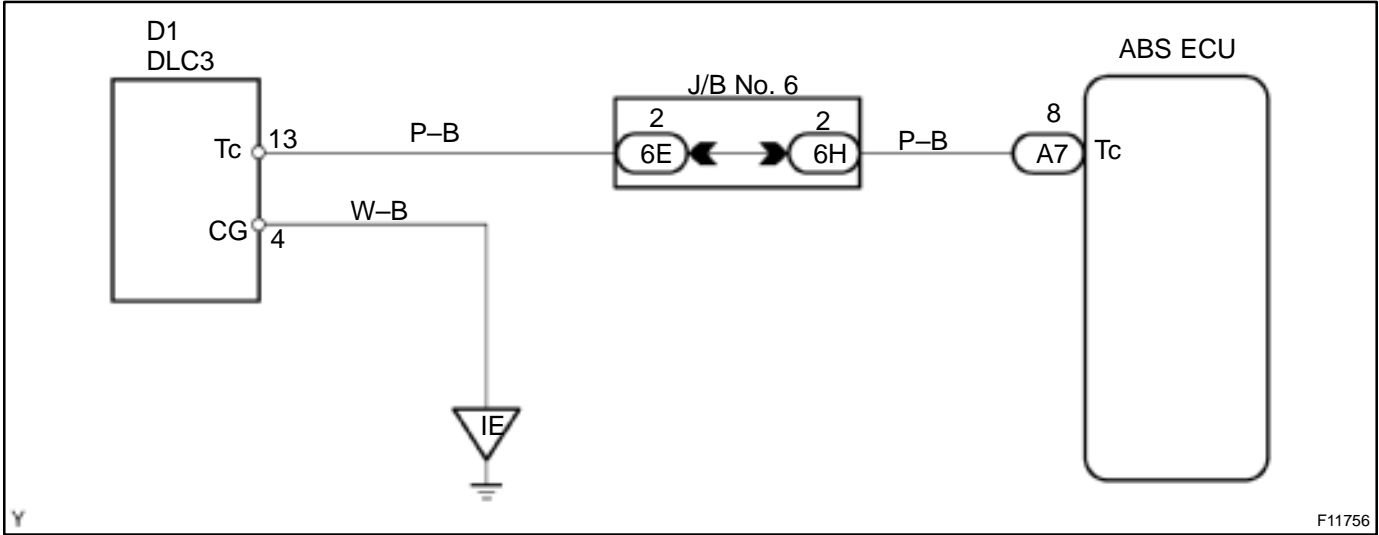 D1
DLC3
ABS ECU
J/B No. 6
Tc 13
P–B
2
6E
2
6H
P–B
8
A7
Tc
CG 4
W–B
IE
Y
F11756